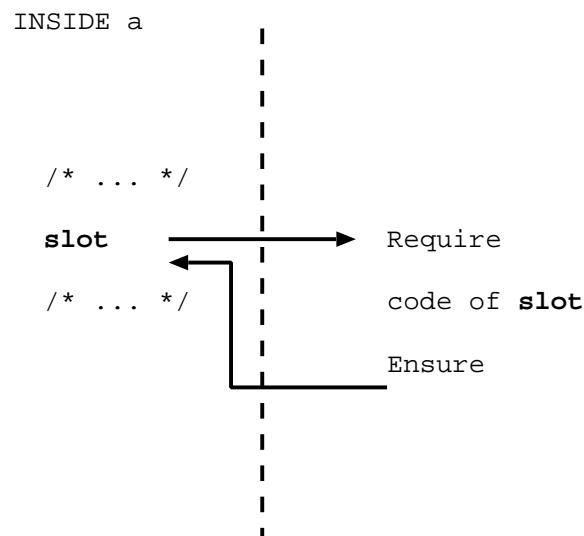 INSIDE a
/* ... */
slot
Require
/* ... */
code of slot
Ensure